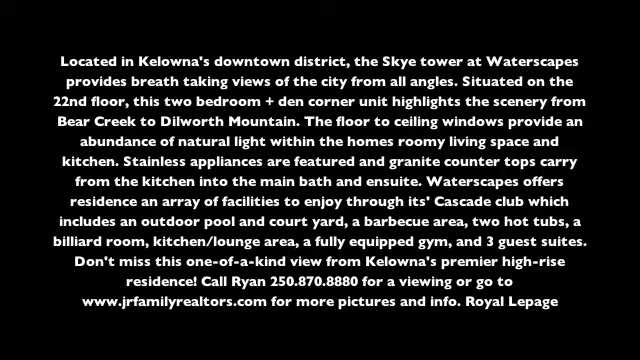 Located in Kelowna's downtown district, the Skye tower at Waterscapes
provides breath taking views of the city from all angles. Situated on the
22nd floor, this two bedroom + den corner unit highlights the scenery from
Bear Creek to Dilworth Mountain. The floor to ceiling windows provide an
abundance of natural light within the homes roomy living space and
kitchen. Stainless appliances are featured and granite counter tops carry
from the kitchen into the main bath and ensuite. Waterscapes offers
residence an array of facilities to enjoy through its' Cascade club which
includes an outdoor pool and court yard, a barbecue area, two hot tubs, a
billiard room, kitchen/lounge area, a fully equipped gym, and 3 guest suites.
Don't miss this one-of-a-kind view from Kelowna's premier high-rise
residence! Call Ryan 250.870.8880 for a viewing or go to
www.jrfamilyrealtors.com for more pictures and info. Royal Lepage